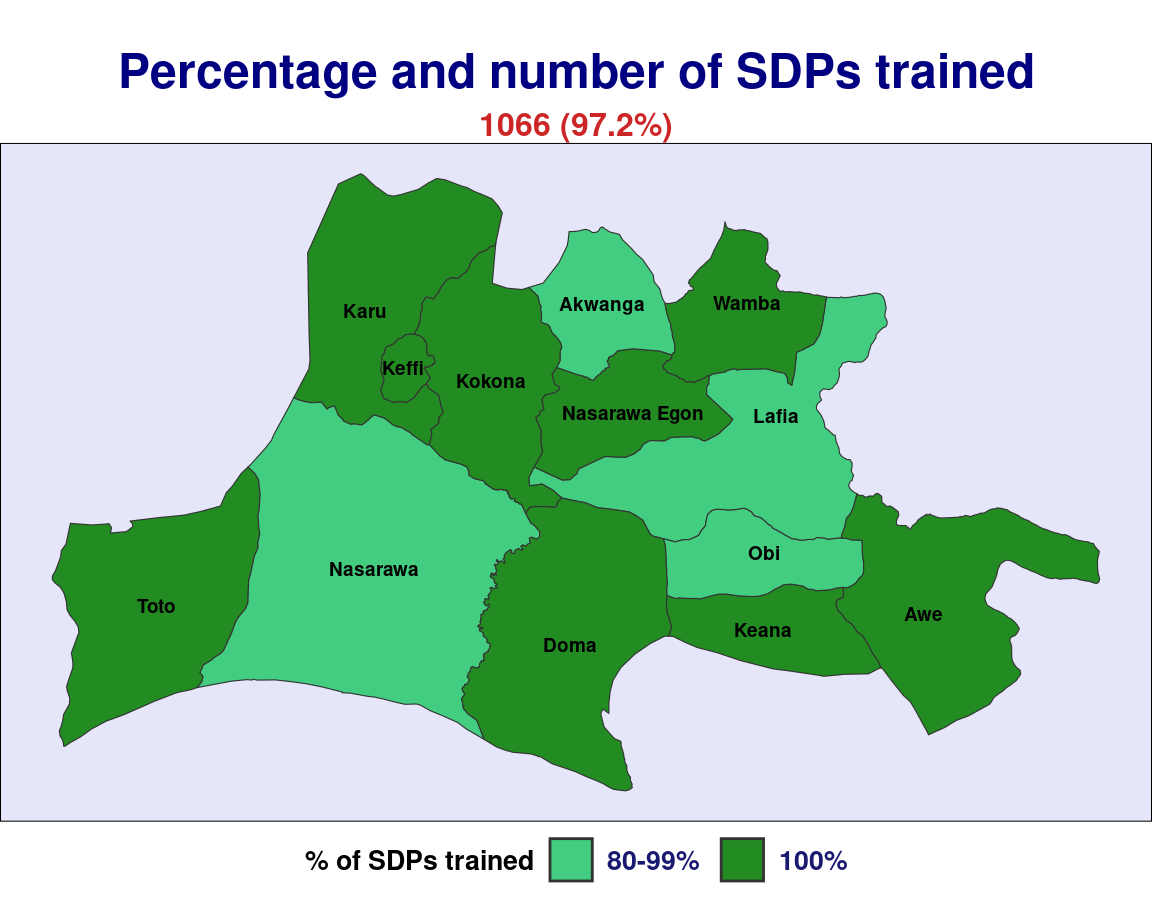 Percentage and number of SDPs trained
1066 (97.2%)
Akwanga
Wamba
Karu
Keffi
Kokona
Nasarawa Egon
Lafia
Obi
Nasarawa
Toto
Awe
Keana
Doma
% of SDPs trained 80-99% 100%